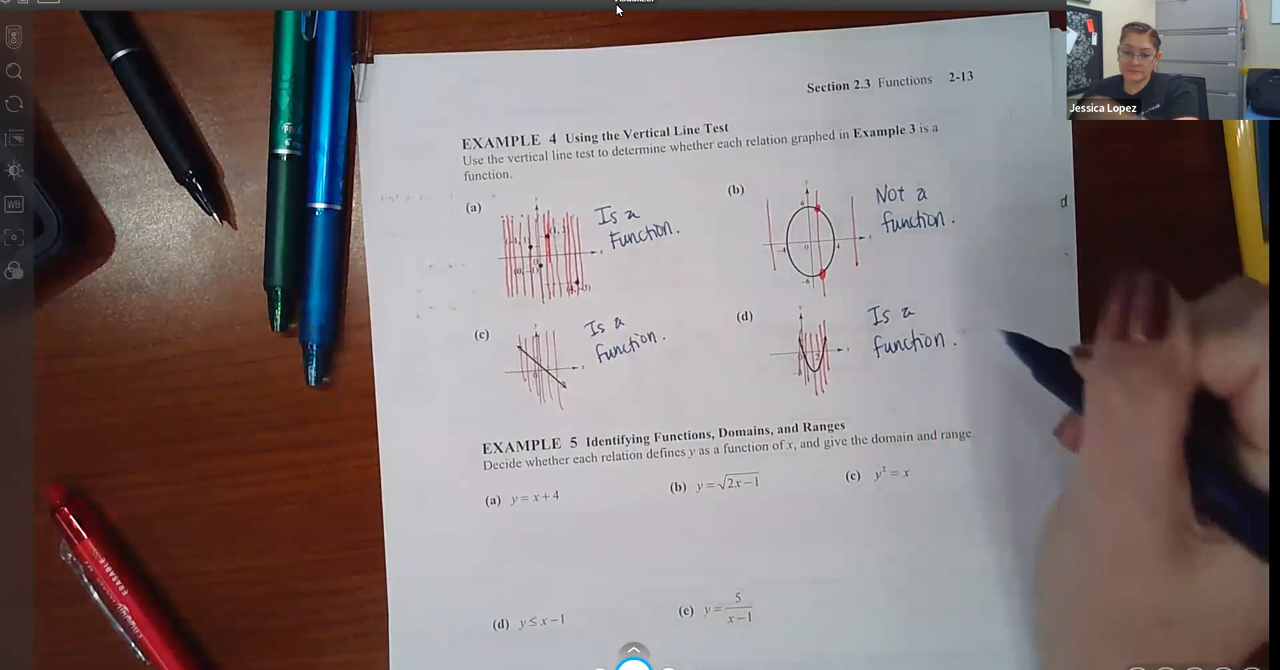 Jessica Lopez
Section 2.3 Functions 2-13
EXAMPLE 4 Using the Vertical Line Test
Use the vertical line test to determine whether each relation graphed in Example 3 is a
function.
(a)
Is a
Function.
(b)
Not a
function.
(c)
Is a
function.
(d)
Is a
function.
EXAMPLE 5 Identifying Functions, Domains, and Ranges
Decide whether each relation defines y as a function of x, and give the domain and range.
(a) y = x + 4
(b) y = √2x−1
(c) y² = x
(d) y ≤ x − 1
(e) y = 5
x − 1
WB
ERASABLE
d